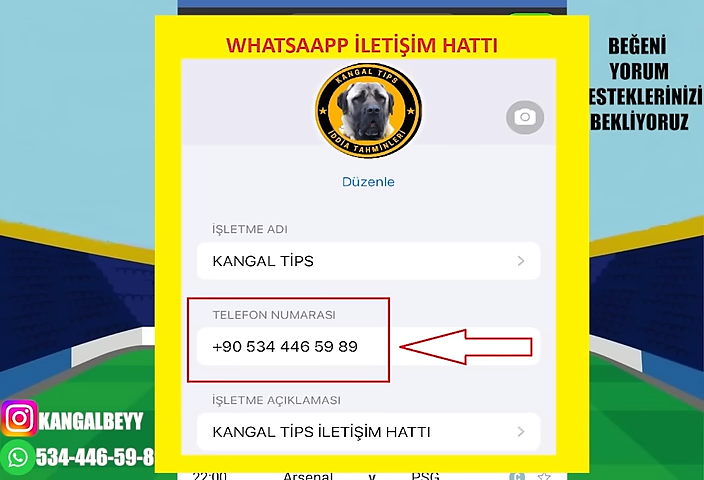 WHATSAAPP İLETİŞİM HATTI
KANGAL TIPS
İDDİA TAHMİNLERİ
Düzenle
İŞLETME ADI
KANGAL TİPS
TELEFON NUMARASI
+90 534 446 59 89
İŞLETME AÇIKLAMASI
KANGAL TİPS İLETİŞİM HATTI
BEĞENİ
YORUM
ESTEKLERİNİZİ
BEKLİYORUZ
KANGALBEYY
534-446-59-8
22:00 Arsenal v PSG